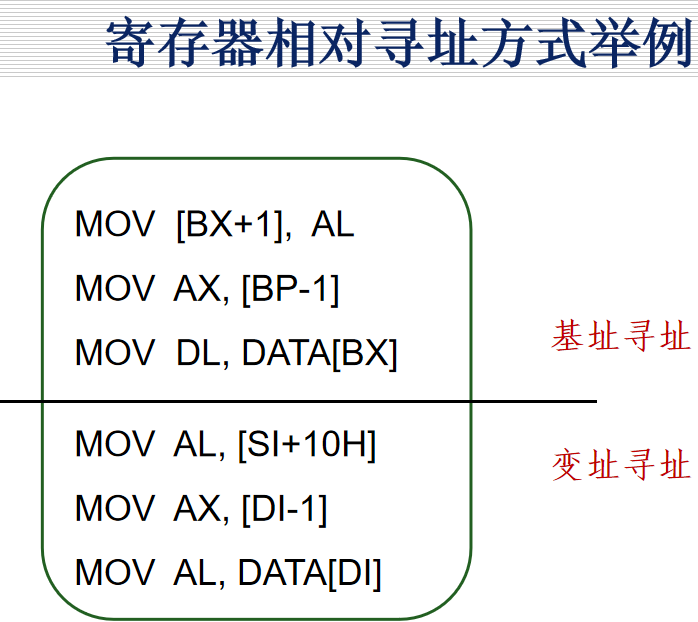 寄存器相对寻址方式举例
MOV [BX+1], AL
MOV AX, [BP-1]
MOV DL, DATA[BX]
基址寻址
MOV AL, [SI+10H]
变址寻址
MOV AX, [DI-1]
MOV AL, DATA[DI]